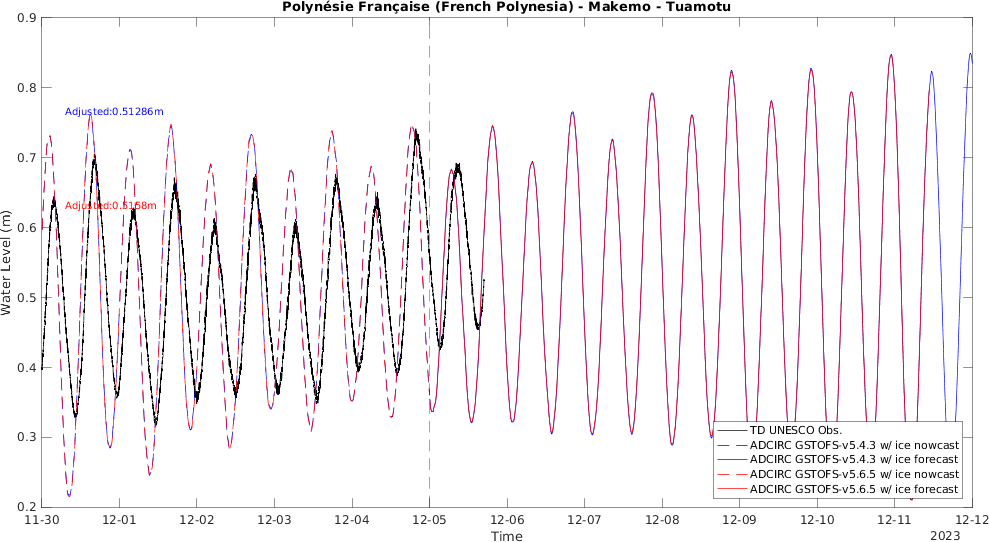 Polynésie Française (French Polynesia) - Makemo - Tuamotu
0.9
0.8
0.7
0.6
0.5
0.4
0.3
0.2
Water Level (m)
Adjusted:0.51286m
Adjusted:0.5158m
TD UNESCO Obs.
ADCIRC GSTOFS-v5.4.3 w/ ice nowcast
ADCIRC GSTOFS-v5.4.3 w/ ice forecast
ADCIRC GSTOFS-v5.6.5 w/ ice nowcast
ADCIRC GSTOFS-v5.6.5 w/ ice forecast
11-30 12-01 12-02 12-03 12-04 12-05 12-06 12-07 12-08 12-09 12-10 12-11 12-12
Time
2023